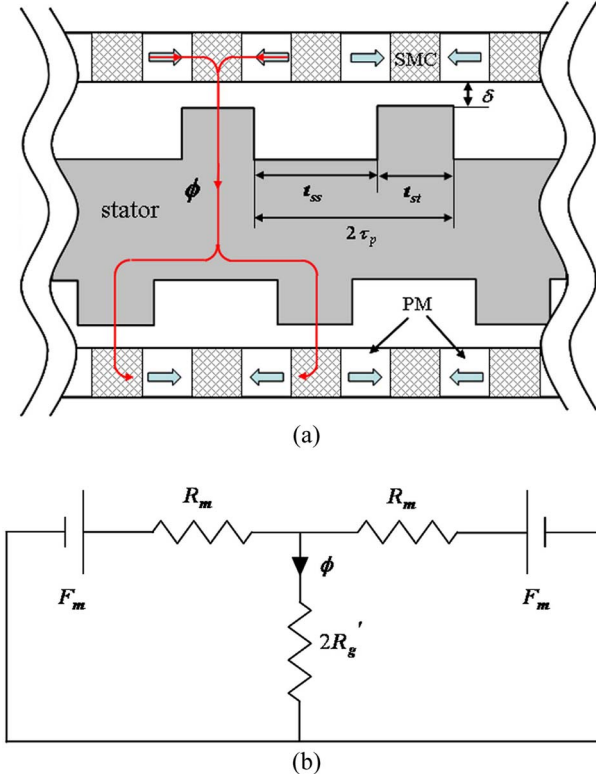 SMC
δ
ϕ
t_ss
t_st
stator
2τ_p
PM
(a)
R_m
R_m
ϕ
F_m
F_m
2R_g'
(b)